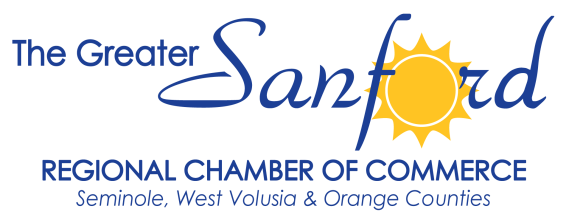 The Greater Sanford
REGIONAL CHAMBER OF COMMERCE
Seminole, West Volusia & Orange Counties